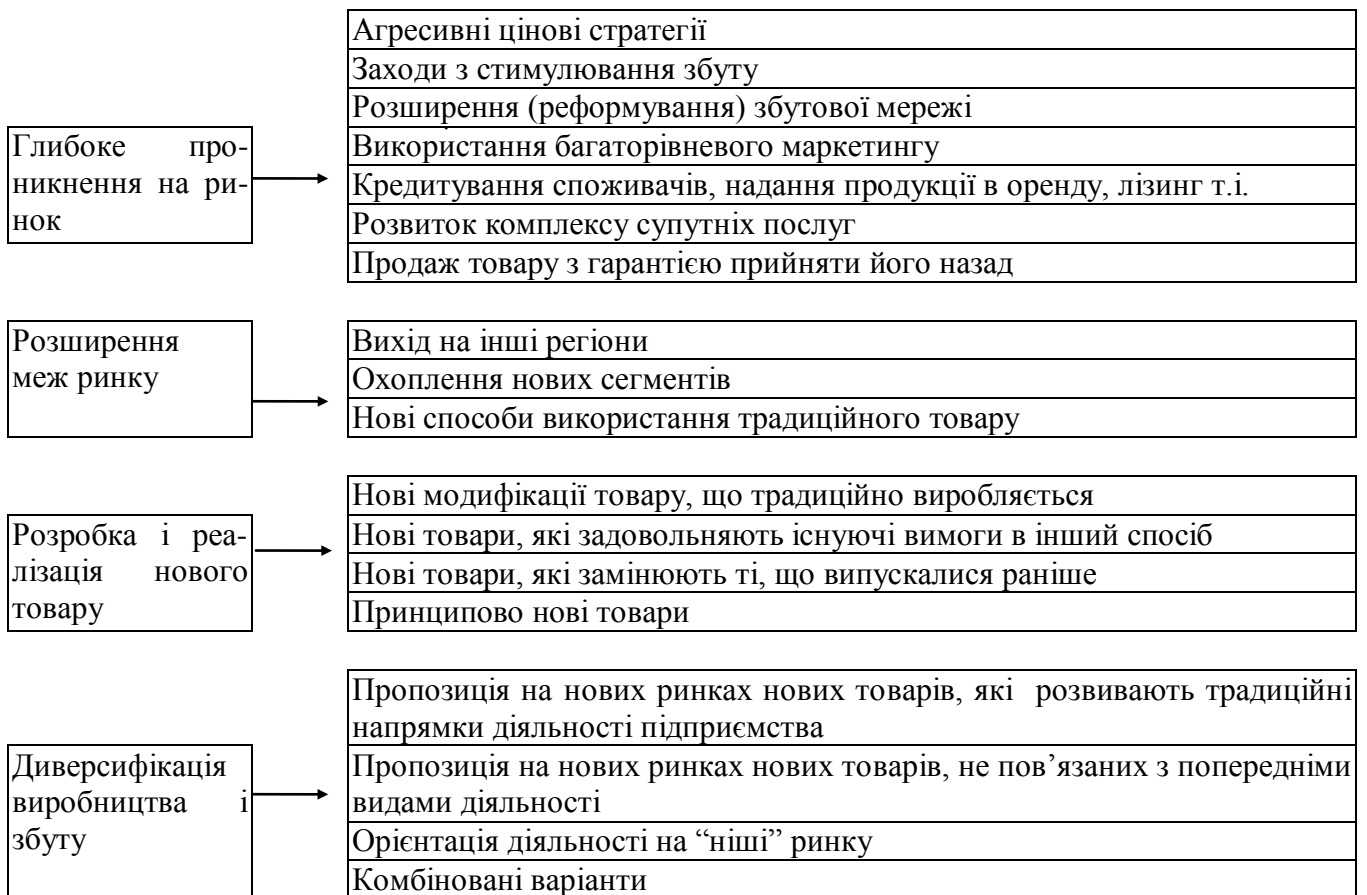 Агресивні цінові стратегії
Заходи з стимулювання збуту
Розширення (реформування) збутової мережі
Глибоке про-
никнення на ри-
нок
Використання багаторівневого маркетингу
Кредитування споживачів, надання продукції в оренду, лізинг т.і.
Розвиток комплексу супутніх послуг
Продаж товару з гарантією прийняти його назад
Розширення
меж ринку
Вихід на інші регіони
Охоплення нових сегментів
Нові способи використання традиційного товару
Розробка і реа-
лізація нового
товару
Нові модифікації товару, що традиційно виробляється
Нові товари, які задовольняють існуючі вимоги в інший спосіб
Нові товари, які замінюють ті, що випускалися раніше
Принципово нові товари
Диверсифікація
виробництва і
збуту
Пропозиція на нових ринках нових товарів, які розвивають традиційні
напрямки діяльності підприємства
Пропозиція на нових ринках нових товарів, не пов’язаних з попередніми
видами діяльності
Орієнтація діяльності на “ніші” ринку
Комбіновані варіанти